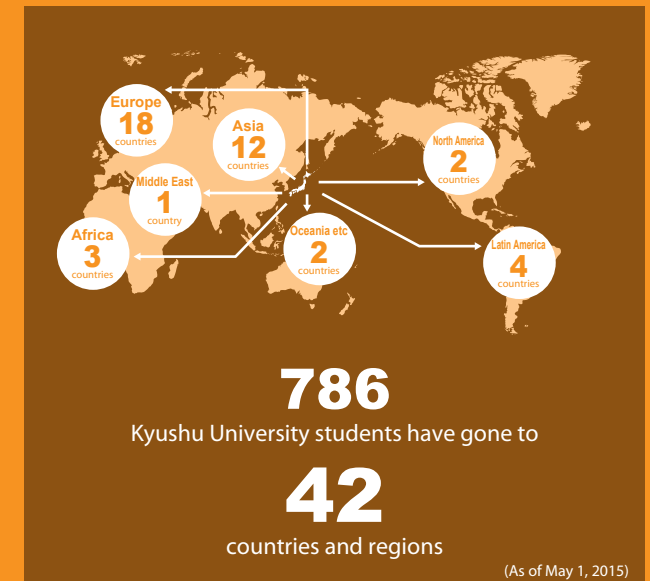 Europe
18
countries
Asia
12
countries
North America
2
countries
Middle East
1
country
Africa
3
countries
Oceania etc
2
countries
Latin America
4
countries
786
Kyushu University students have gone to
42
countries and regions
(As of May 1, 2015)